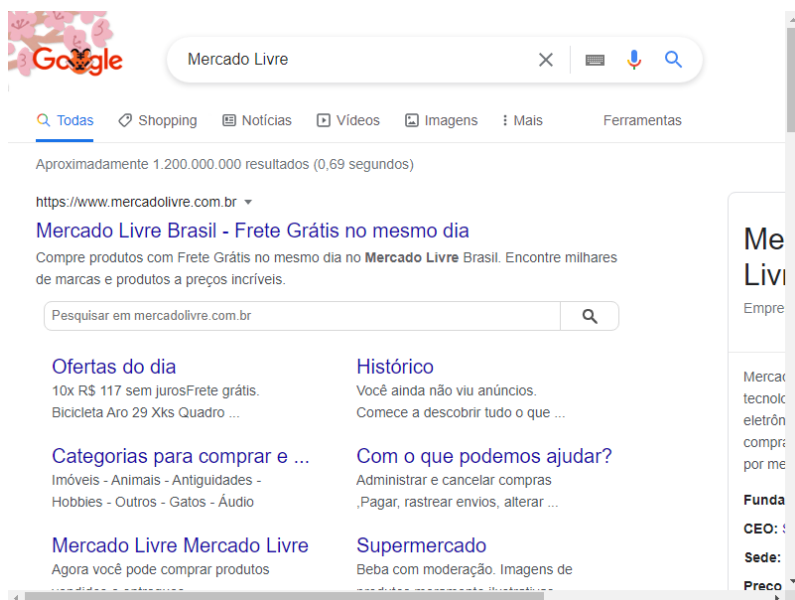 Google
Mercado Livre
Todas
Shopping
Notícias
Vídeos
Imagens
Mais
Ferramentas
Aproximadamente 1.200.000.000 resultados (0,69 segundos)
https://www.mercadolivre.com.br
Mercado Livre Brasil - Frete Grátis no mesmo dia
Compre produtos com Frete Grátis no mesmo dia no Mercado Livre Brasil. Encontre milhares
de marcas e produtos a preços incríveis.
Pesquisar em mercadolivre.com.br
Ofertas do dia
10x R$ 117 sem jurosFrete grátis.
Bicicleta Aro 29 Xks Quadro ...
Histórico
Você ainda não viu anúncios.
Comece a descobrir tudo o que ...
Categorias para comprar e ...
Imóveis - Animais - Antiguidades -
Hobbies - Outros - Gatos - Áudio
Com o que podemos ajudar?
Administrar e cancelar compras
,Pagar, rastrear envios, alterar ...
Mercado Livre Mercado Livre
Agora você pode comprar produtos
Supermercado
Beba com moderação. Imagens de
Me
Livr
Empre
Merca
tecnol
eletrôn
compra
por me
Funda
CEO:
Sede:
Preço